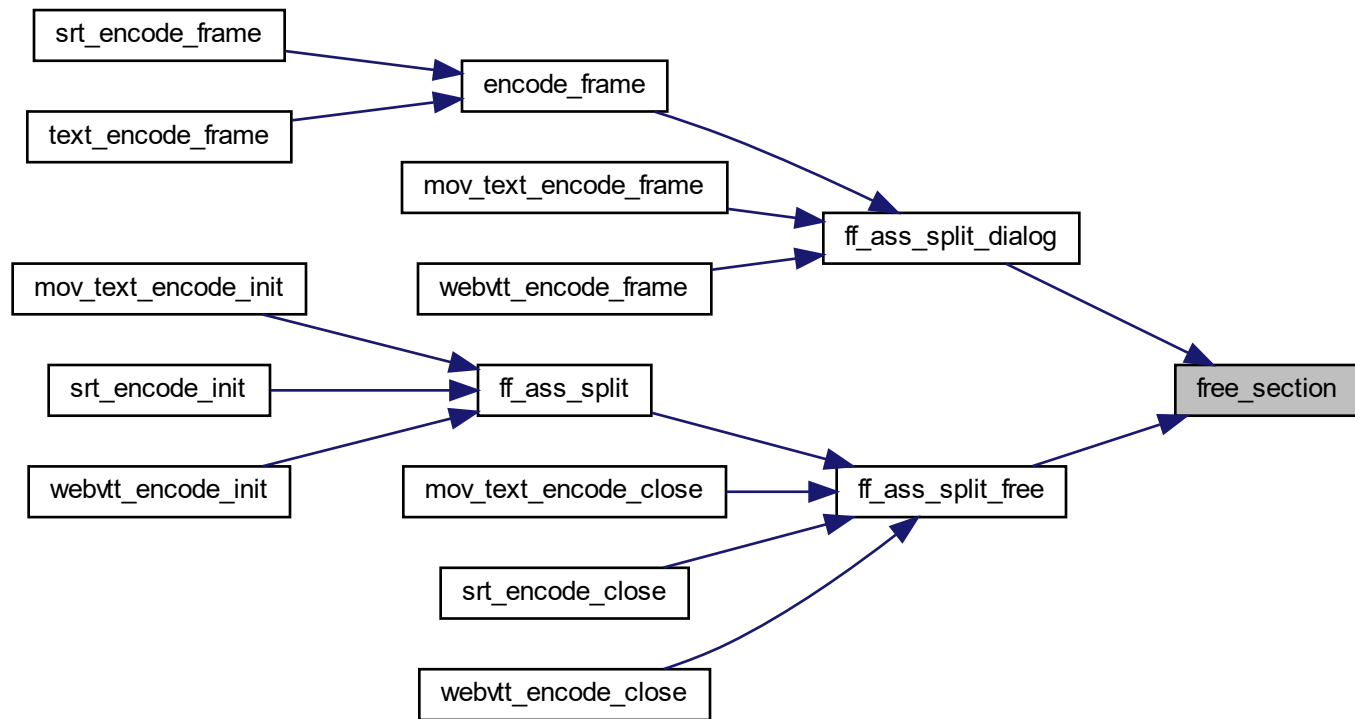 srt_encode_frame
encode_frame
text_encode_frame
mov_text_encode_frame
ff_ass_split_dialog
webvtt_encode_frame
mov_text_encode_init
srt_encode_init
ff_ass_split
free_section
webvtt_encode_init
mov_text_encode_close
ff_ass_split_free
srt_encode_close
webvtt_encode_close